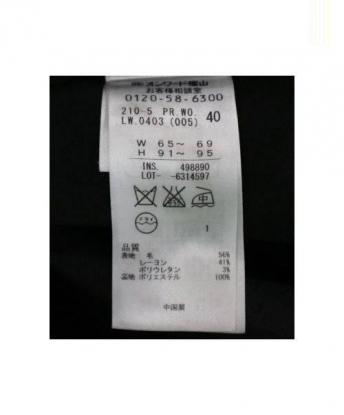 ㈱オンワード樫山
お客様相談室
0120-58-6300
210-5 PR.WO.
LW.0403 (005) 40
W 65～ 69
H 91～ 95
INS. 498890
LOT- -6314597
中
1
品質
表地 毛 56%
レーヨン 41%
ポリウレタン 3%
裏地 ポリエステル 100%
中国製